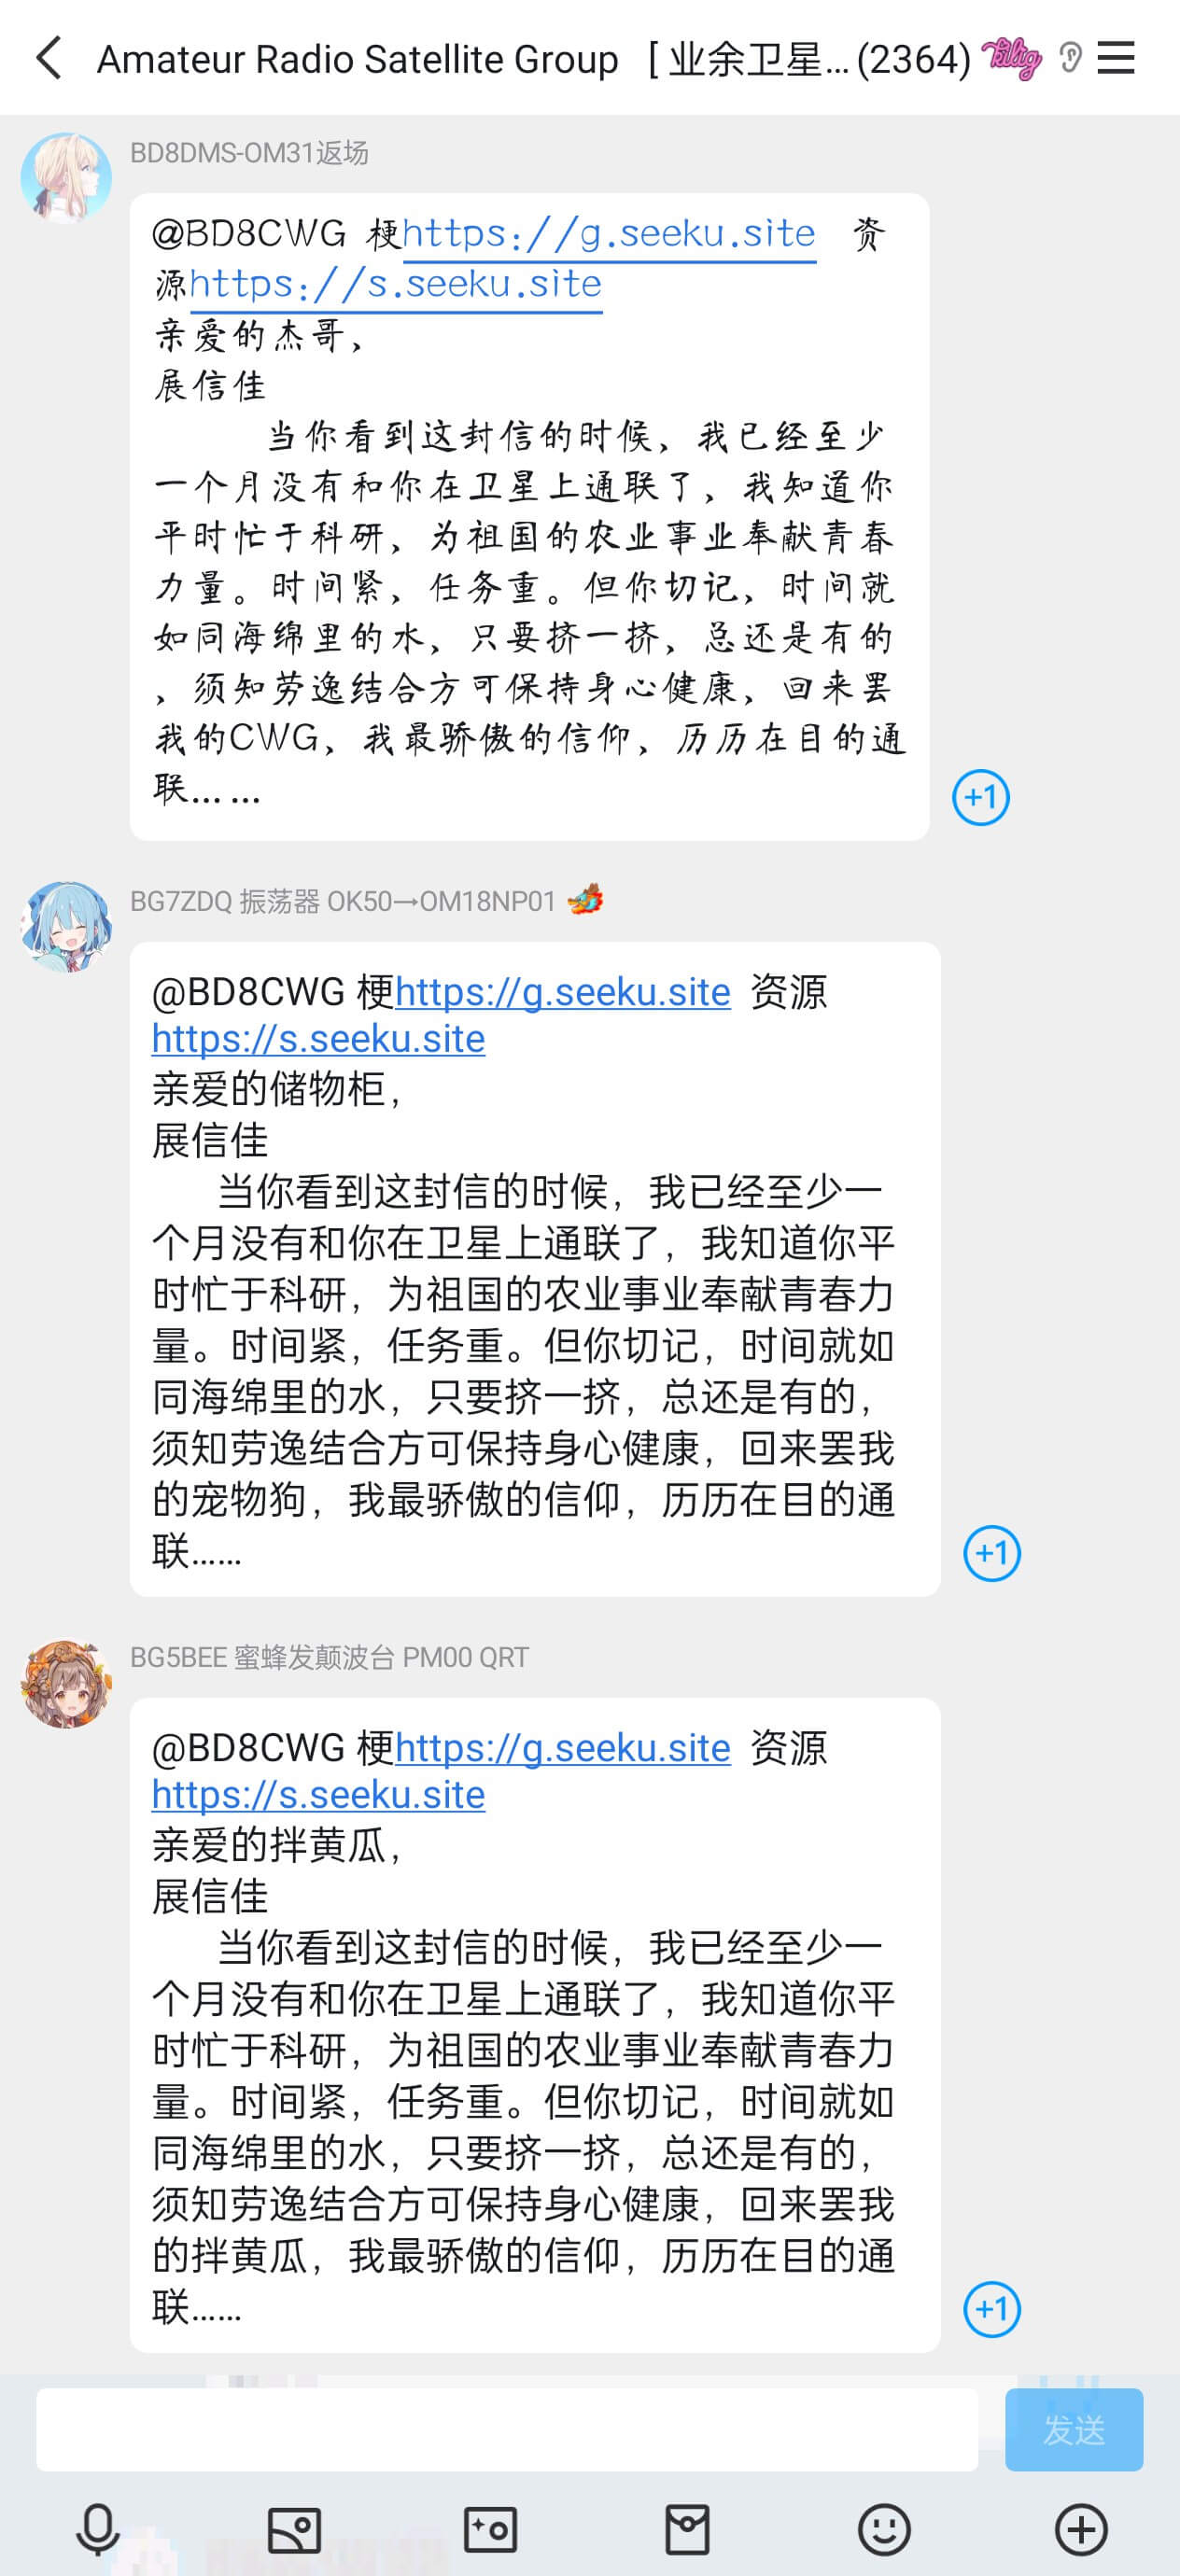 Amateur Radio Satellite Group [ 业余卫星...(2364) kilig
BD8DMS-OM31返场
@BD8CWG 梗https://g.seeku.site 资
源https://s.seeku.site
亲爱的杰哥，
展信佳
当你看到这封信的时候，我已经至少
一个月没有和你在卫星上通联了，我知道你
平时忙于科研，为祖国的农业事业奉献青春
力量。时间紧，任务重。但你切记，时间就
如同海绵里的水，只要挤一挤，总还是有的
，须知劳逸结合方可保持身心健康，回来罢
我的CWG，我最骄傲的信仰，历历在目的通
联... ...
+1
BG7ZDQ 振荡器 OK50→OM18NP01
@BD8CWG 梗https://g.seeku.site 资源
https://s.seeku.site
亲爱的储物柜，
展信佳
当你看到这封信的时候，我已经至少一
个月没有和你在卫星上通联了，我知道你平
时忙于科研，为祖国的农业事业奉献青春力
量。时间紧，任务重。但你切记，时间就如
同海绵里的水，只要挤一挤，总还是有的，
须知劳逸结合方可保持身心健康，回来罢我
的宠物狗，我最骄傲的信仰，历历在目的通
联......
+1
BG5BEE 蜜蜂发颠波台 PM00 QRT
@BD8CWG 梗https://g.seeku.site 资源
https://s.seeku.site
亲爱的拌黄瓜，
展信佳
当你看到这封信的时候，我已经至少一
个月没有和你在卫星上通联了，我知道你平
时忙于科研，为祖国的农业事业奉献青春力
量。时间紧，任务重。但你切记，时间就如
同海绵里的水，只要挤一挤，总还是有的，
须知劳逸结合方可保持身心健康，回来罢我
的拌黄瓜，我最骄傲的信仰，历历在目的通
联......
+1
发送